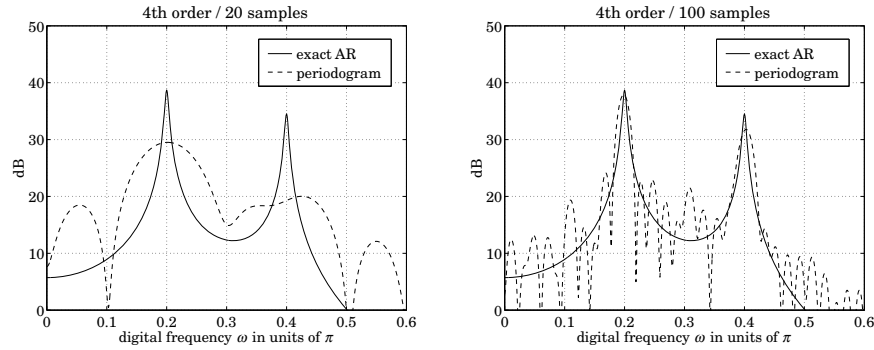 4th order / 20 samples
50
40
30
20
10
0
dB
exact AR
periodogram
0 0.1 0.2 0.3 0.4 0.5 0.6
digital frequency ω in units of π
4th order / 100 samples
50
40
30
20
10
0
dB
exact AR
periodogram
0 0.1 0.2 0.3 0.4 0.5 0.6
digital frequency ω in units of π